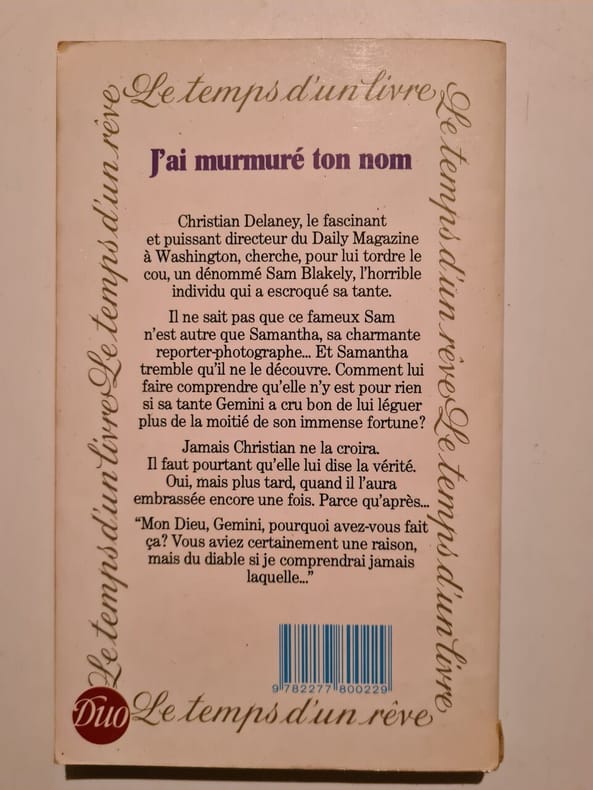 Le temps d'un livre
Le temps d'un rêve
Le temps d'un livre
Le temps d'un rêve
Le temps d'un livre
Le temps d'un rêve
J'ai murmuré ton nom
Christian Delaney, le fascinant
et puissant directeur du Daily Magazine
à Washington, cherche, pour lui tordre le
cou, un dénommé Sam Blakely, l'horrible
individu qui a escroqué sa tante.
Il ne sait pas que ce fameux Sam
n'est autre que Samantha, sa charmante
reporter-photographe... Et Samantha
tremble qu'il ne le découvre. Comment lui
faire comprendre qu'elle n'y est pour rien
si sa tante Gemini a cru bon de lui léguer
plus de la moitié de son immense fortune?
Jamais Christian ne la croira.
Il faut pourtant qu'elle lui dise la vérité.
Oui, mais plus tard, quand il l'aura
embrassée encore une fois. Parce qu'après...
"Mon Dieu, Gemini, pourquoi avez-vous fait
ça? Vous aviez certainement une raison,
mais du diable si je comprendrai jamais
laquelle..."
9 782277 800229
Duo